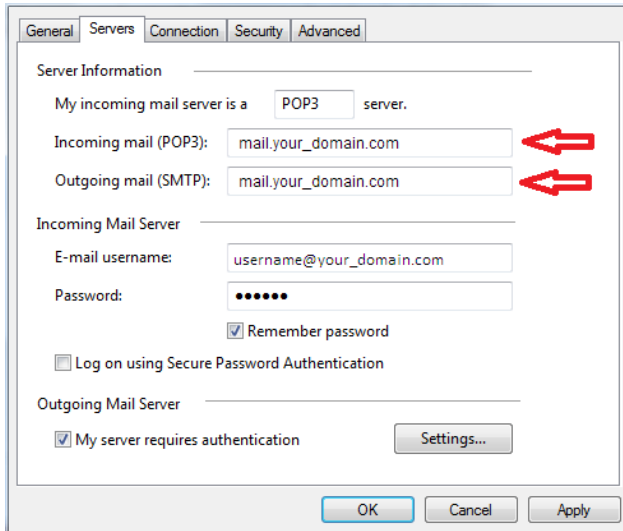 General Servers Connection Security Advanced
Server Information
My incoming mail server is a POP3 server.
Incoming mail (POP3): mail.your_domain.com
Outgoing mail (SMTP): mail.your_domain.com
Incoming Mail Server
E-mail username: username@your_domain.com
Password: ●●●●●●
Remember password
Log on using Secure Password Authentication
Outgoing Mail Server
My server requires authentication Settings...
OK Cancel Apply